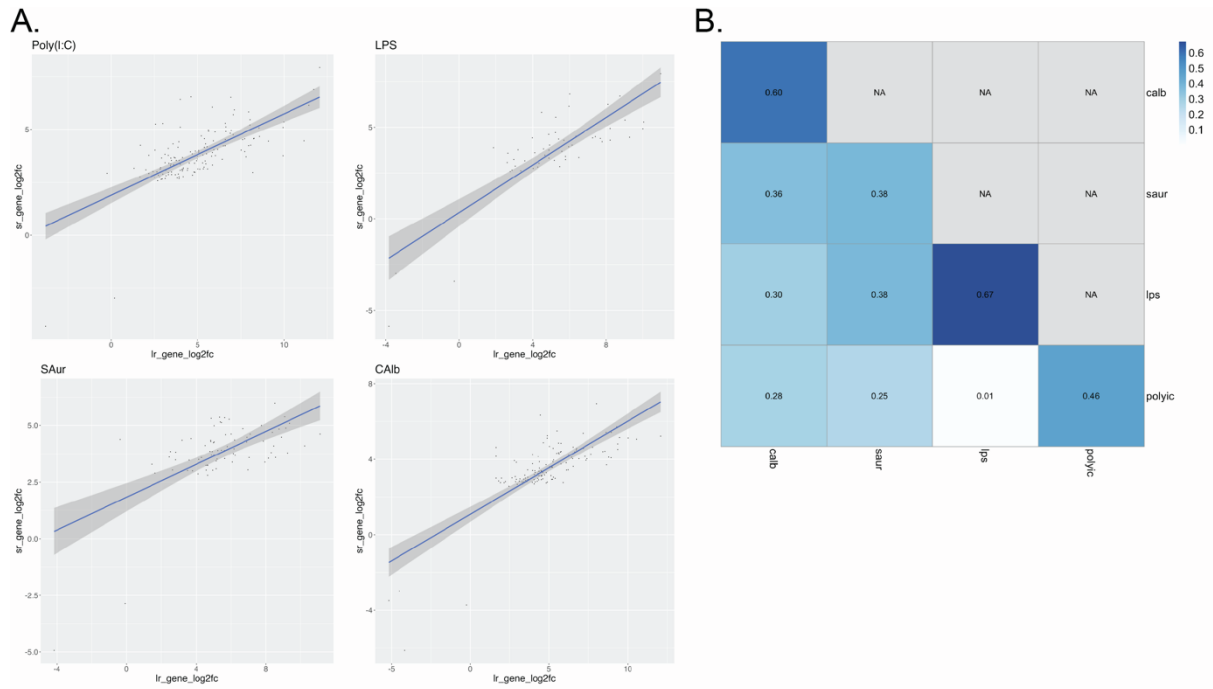 A.
Poly(I:C)
5
0
0
5
10
sr_gene_log2fc
lr_gene_log2fc
LPS
5
0
-5
-4
0
4
8
sr_gene_log2fc
lr_gene_log2fc
SAur
5.0
2.5
0.0
-2.5
-5.0
-4
0
4
8
sr_gene_log2fc
lr_gene_log2fc
CAlb
8
4
0
-4
-5
0
5
10
sr_gene_log2fc
lr_gene_log2fc
B.
0.60 NA NA NA calb
0.36 0.38 NA NA saur
0.30 0.38 0.67 NA lps
0.28 0.25 0.01 0.46 polyic
calb saur lps polyic
0.6
0.5
0.4
0.3
0.2
0.1